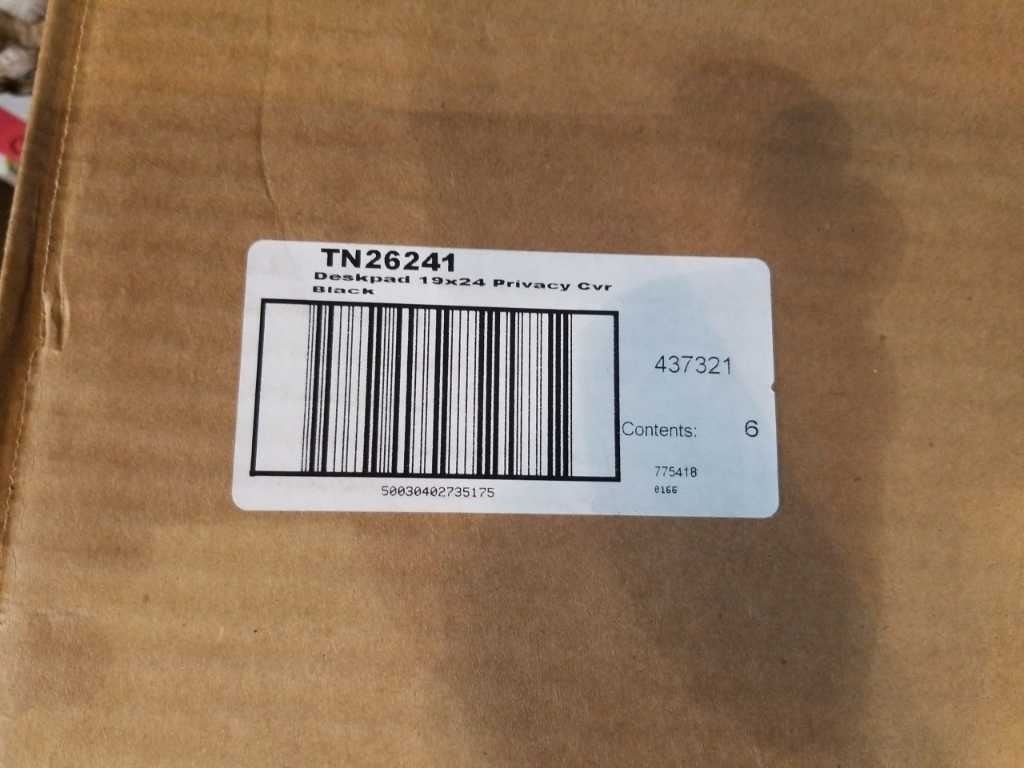 TN26241
Deskpad 19x24 Privacy Cvr
Black
437321
Contents: 6
775418
0166
50030402735175